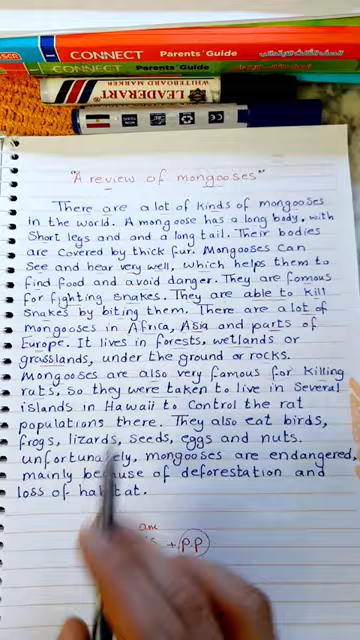 CONNECT Parents' Guide
CONNECT Parents' Guide
LEADERART WHITEBOARD MARKER
"A review of mongooses"
There are a lot of kinds of mongooses
in the world. A mongoose has a long body, with
short legs and and a long tail. Their bodies
are covered by thick fur. Mongooses can
see and hear very well, which helps them to
find food and avoid danger. They are famous
for fighting snakes. They are able to kill
snakes by biting them. There are a lot of
mongooses in Africa, Asia and parts of
Europe. It lives in forests, wetlands or
grasslands, under the ground or rocks.
Mongooses are also very famous for killing
rats, so they were taken to live in several
islands in Hawaii to control the rat
populations there. They also eat birds,
frogs, lizards, seeds, eggs and nuts.
unfortunately, mongooses are endangered,
mainly because of deforestation and
loss of habitat.
am
is + p.p